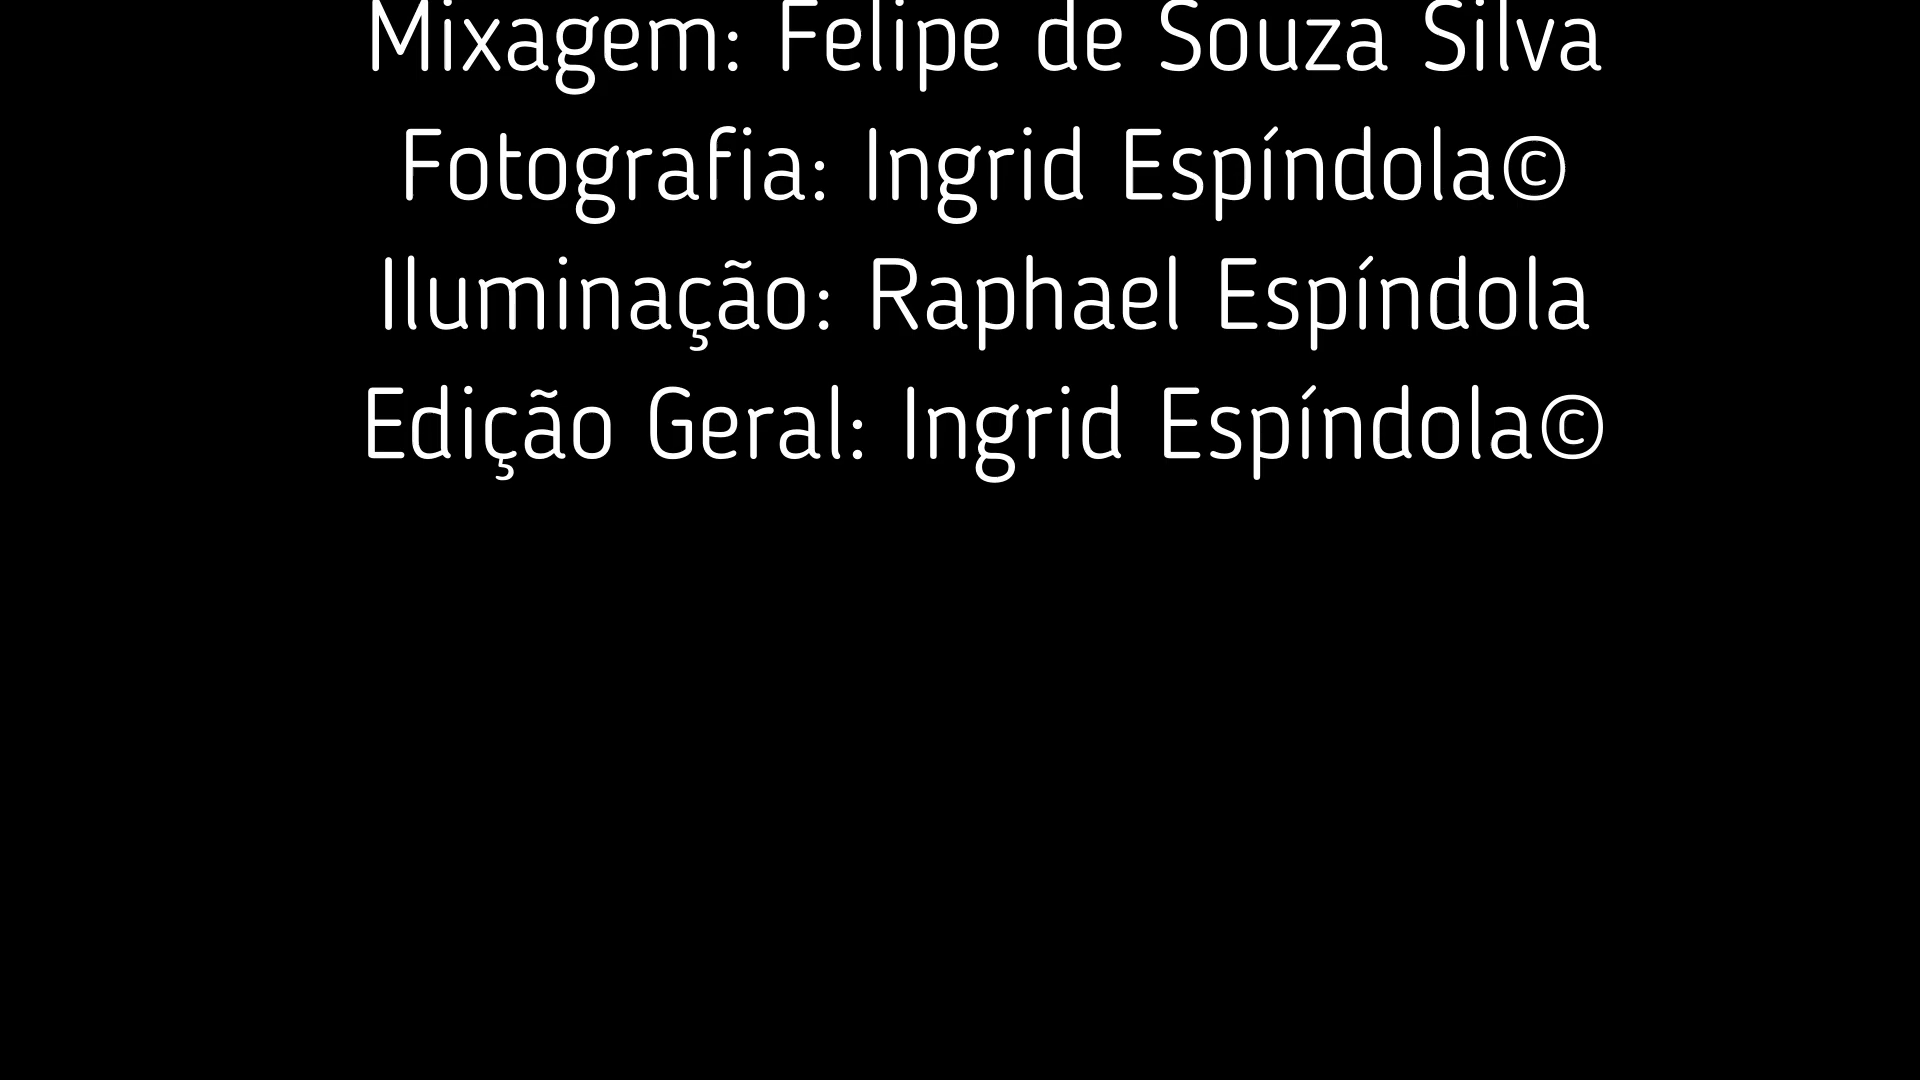 Mixagem: Felipe de Souza Silva
Fotografia: Ingrid Espíndola©
Iluminação: Raphael Espíndola
Edição Geral: Ingrid Espíndola©